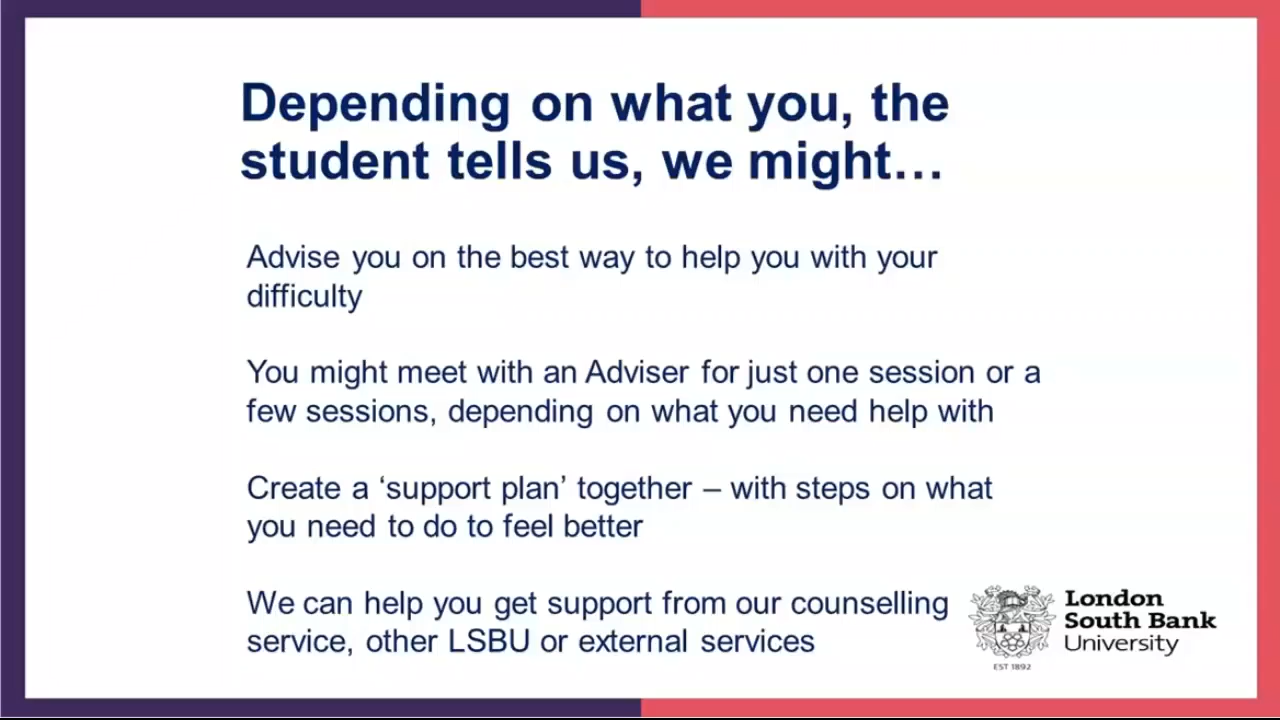 Depending on what you, the
student tells us, we might…
Advise you on the best way to help you with your
difficulty
You might meet with an Adviser for just one session or a
few sessions, depending on what you need help with
Create a ‘support plan’ together – with steps on what
you need to do to feel better
We can help you get support from our counselling
service, other LSBU or external services
London
South Bank
University
EST 1892